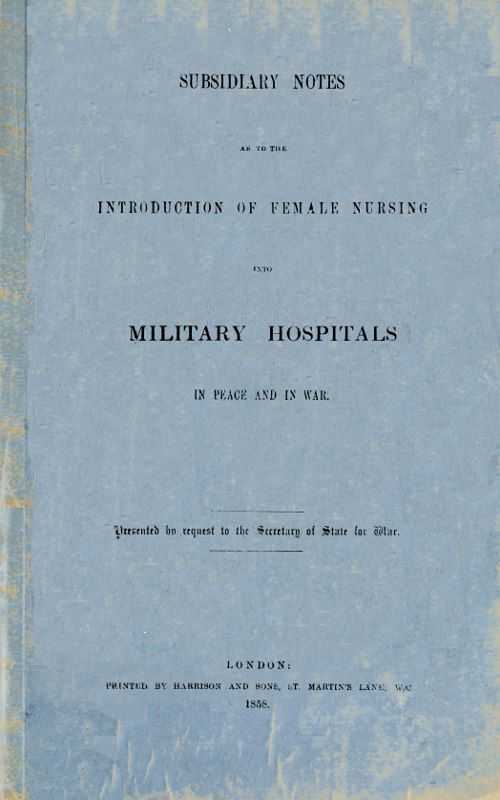 SUBSIDIARY NOTES
AS TO THE
INTRODUCTION OF FEMALE NURSING
INTO
MILITARY HOSPITALS
IN PEACE AND IN WAR.
Presented by request to the Secretary of State for War.
LONDON:
PRINTED BY HARRISON AND SONS, ST. MARTIN'S LANE, W.C.
1858.